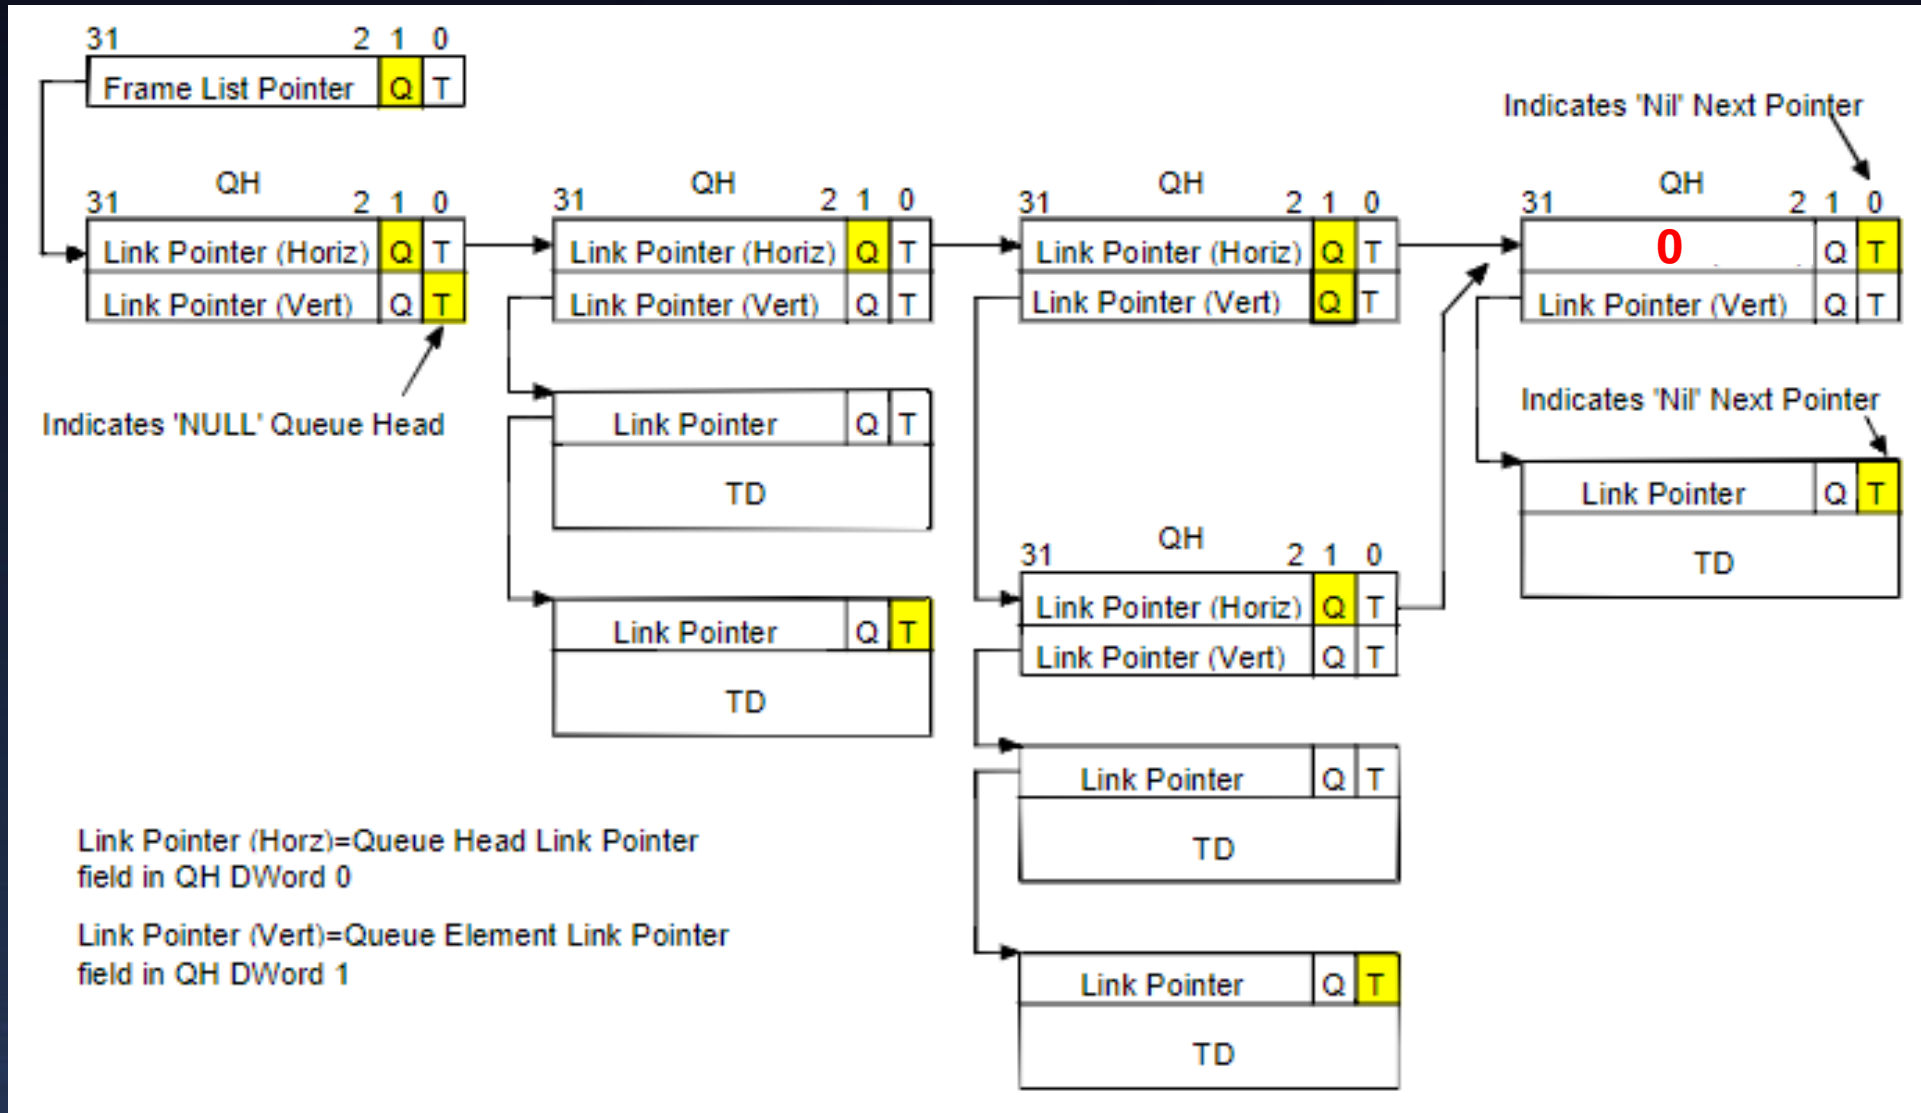 31 2 1 0
Frame List Pointer Q T
Indicates 'Nil' Next Pointer
QH QH QH QH
31 2 1 0 31 2 1 0 31 2 1 0 31 2 1 0
Link Pointer (Horiz) Q T Link Pointer (Horiz) Q T Link Pointer (Horiz) Q T 0 Q T
Link Pointer (Vert) Q T Link Pointer (Vert) Q T Link Pointer (Vert) Q T Link Pointer (Vert) Q T
Indicates 'NULL' Queue Head Link Pointer Q T Indicates 'Nil' Next Pointer
TD Link Pointer Q T
QH
31 2 1 0 TD
Link Pointer Q T Link Pointer (Horiz) Q T
Link Pointer (Vert) Q T
TD
Link Pointer Q T
Link Pointer (Horz)=Queue Head Link Pointer TD
field in QH DWord 0
Link Pointer (Vert)=Queue Element Link Pointer
field in QH DWord 1 Link Pointer Q T
TD